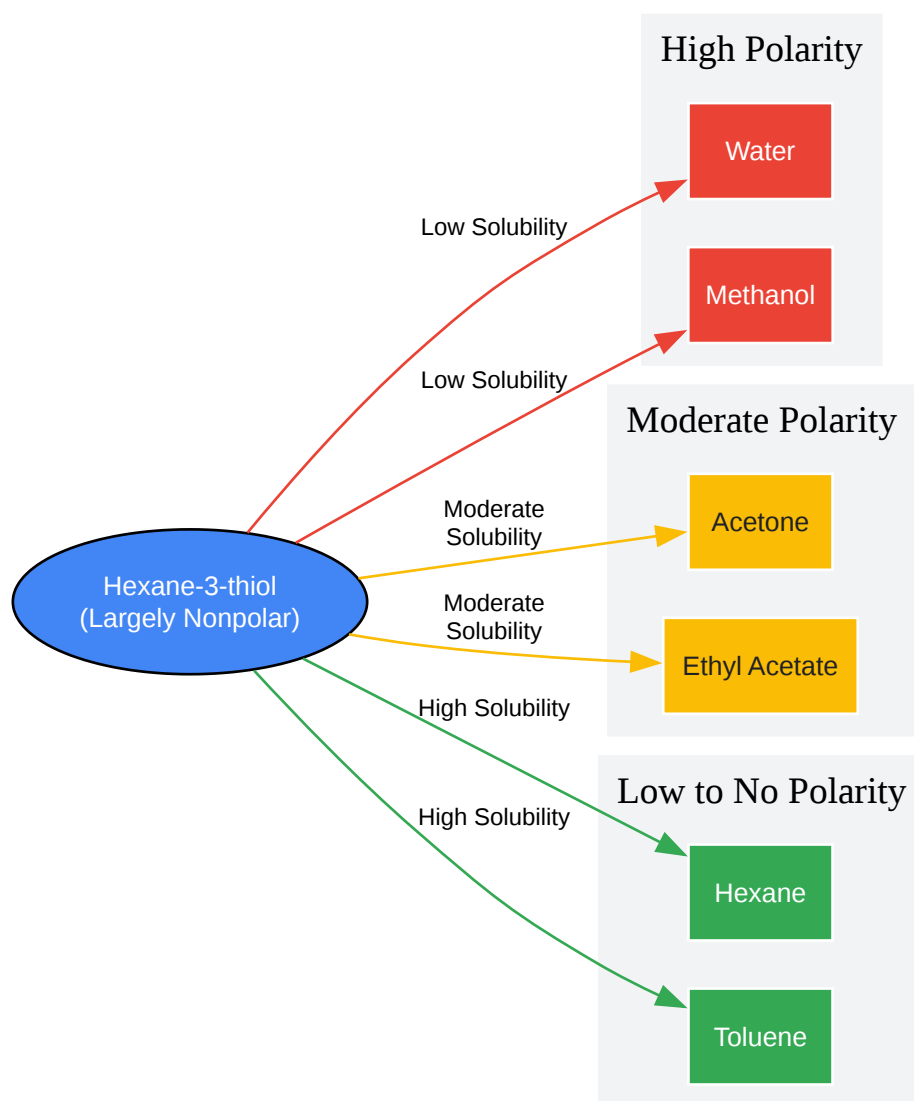 High Polarity
Water
Low Solubility
Methanol
Low Solubility
Moderate Polarity
Acetone
Moderate
Solubility
Hexane-3-thiol
(Largely Nonpolar)
Moderate
Solubility
Ethyl Acetate
High Solubility
Low to No Polarity
High Solubility
Hexane
Toluene